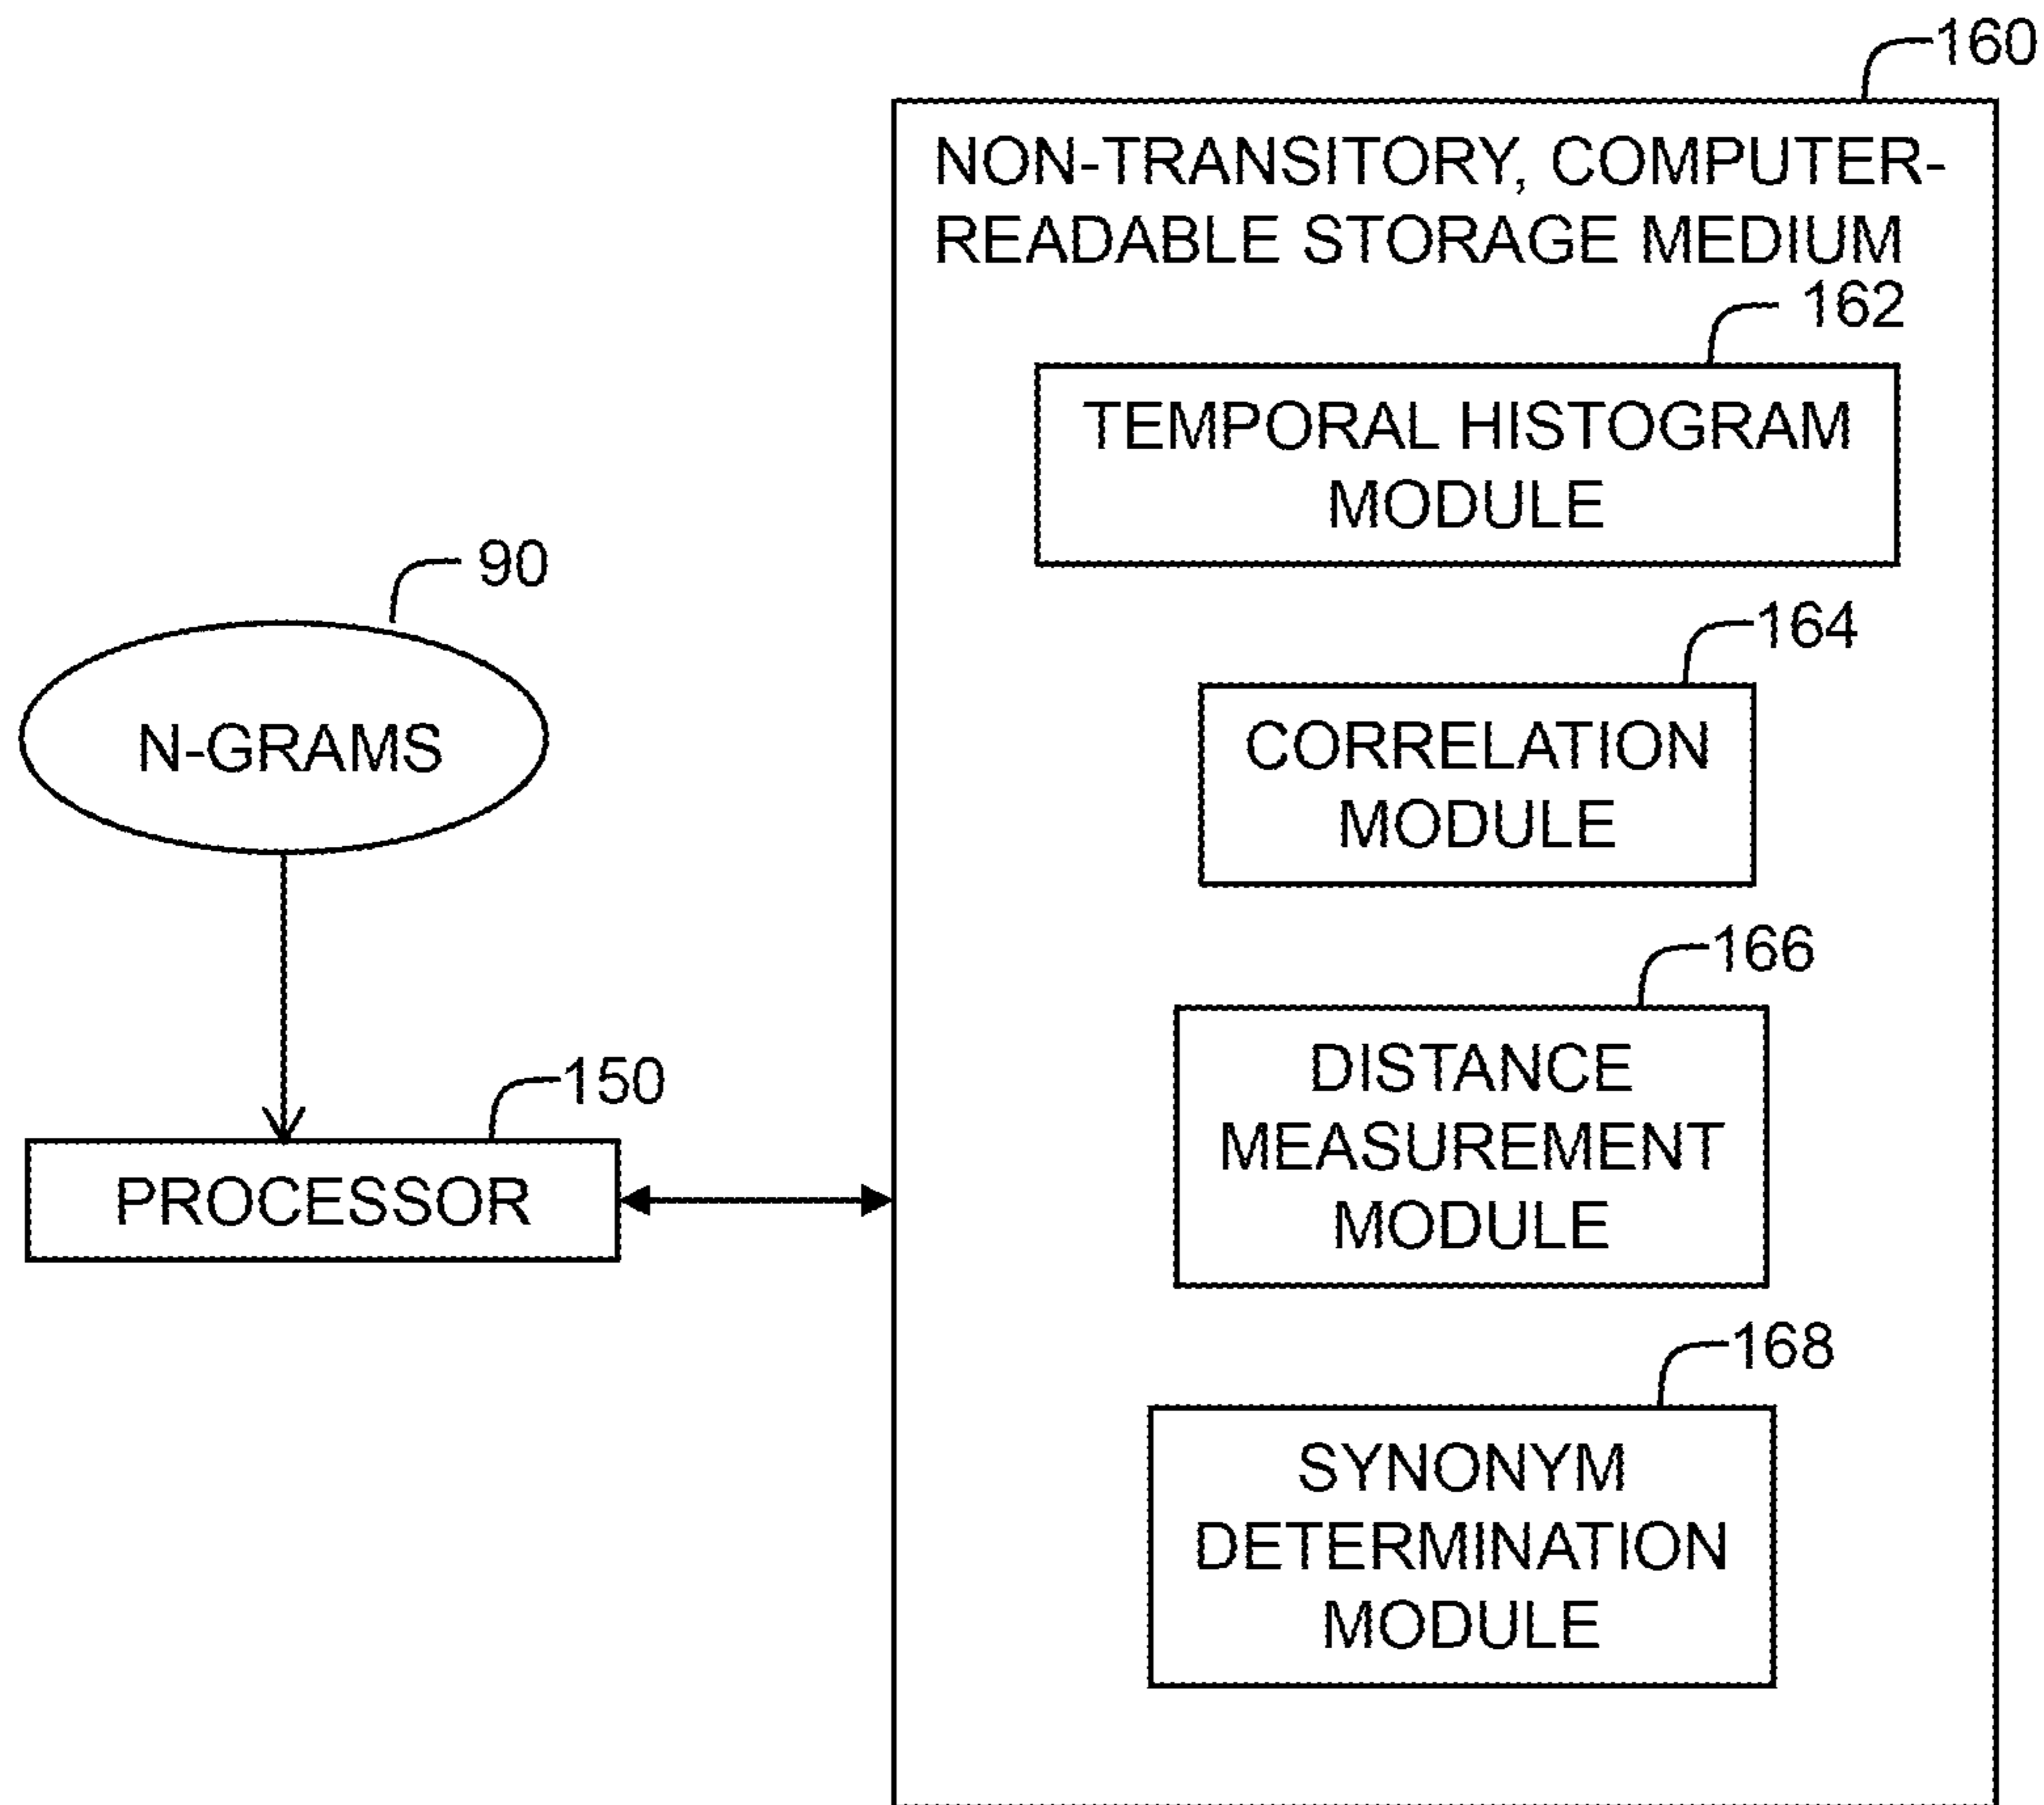 160
NON-TRANSITORY, COMPUTER-
READABLE STORAGE MEDIUM
162
TEMPORAL HISTOGRAM
MODULE
90
N-GRAMS
164
CORRELATION
MODULE
166
DISTANCE
MEASUREMENT
MODULE
150
PROCESSOR
168
SYNONYM
DETERMINATION
MODULE